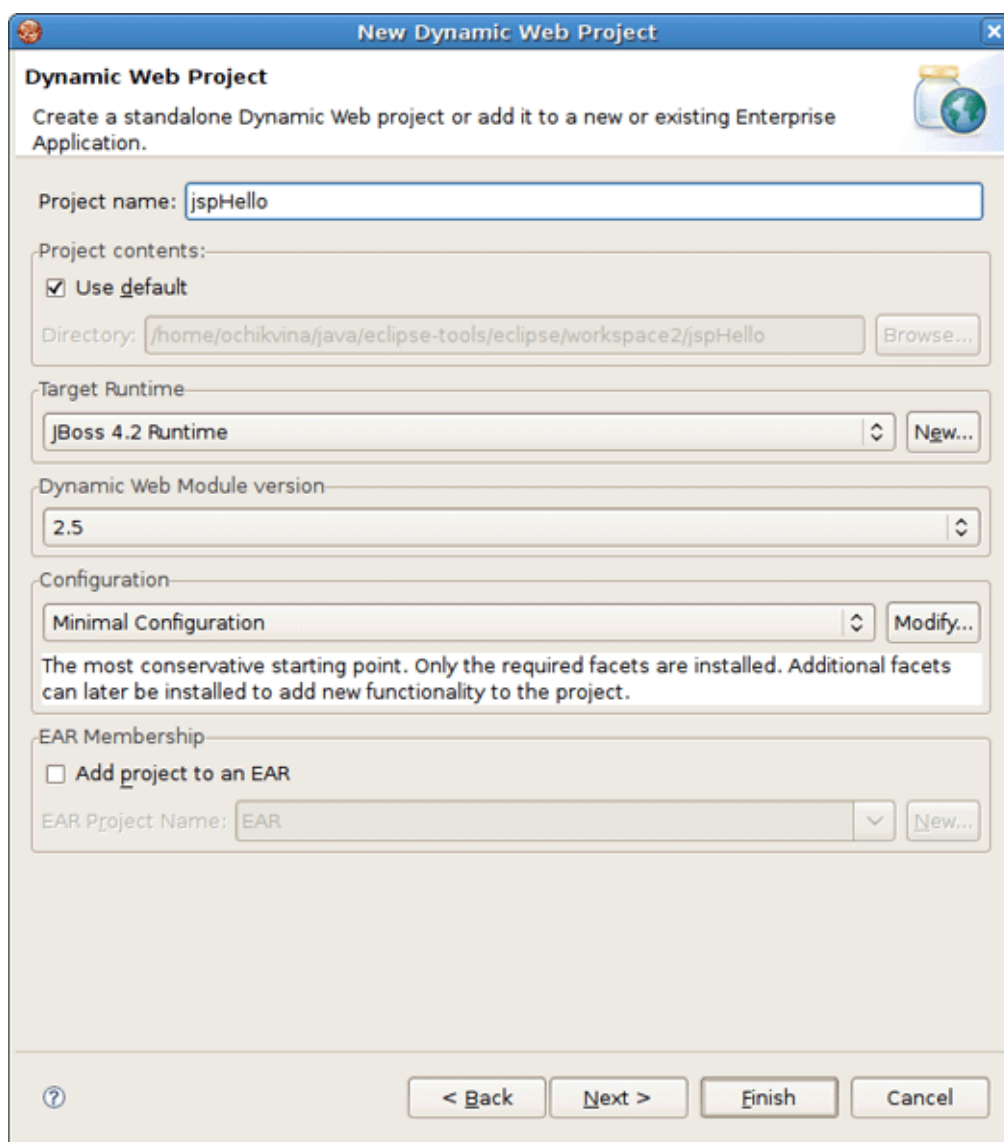 New Dynamic Web Project
Dynamic Web Project
Create a standalone Dynamic Web project or add it to a new or existing Enterprise
Application.
Project name: jspHello
Project contents:
Use default
Directory: /home/ochikvina/java/eclipse-tools/eclipse/workspace2/jspHello Browse...
Target Runtime
JBoss 4.2 Runtime New...
Dynamic Web Module version
2.5
Configuration
Minimal Configuration Modify...
The most conservative starting point. Only the required facets are installed. Additional facets
can later be installed to add new functionality to the project.
EAR Membership
Add project to an EAR
EAR Project Name: EAR New...
? < Back Next > Finish Cancel